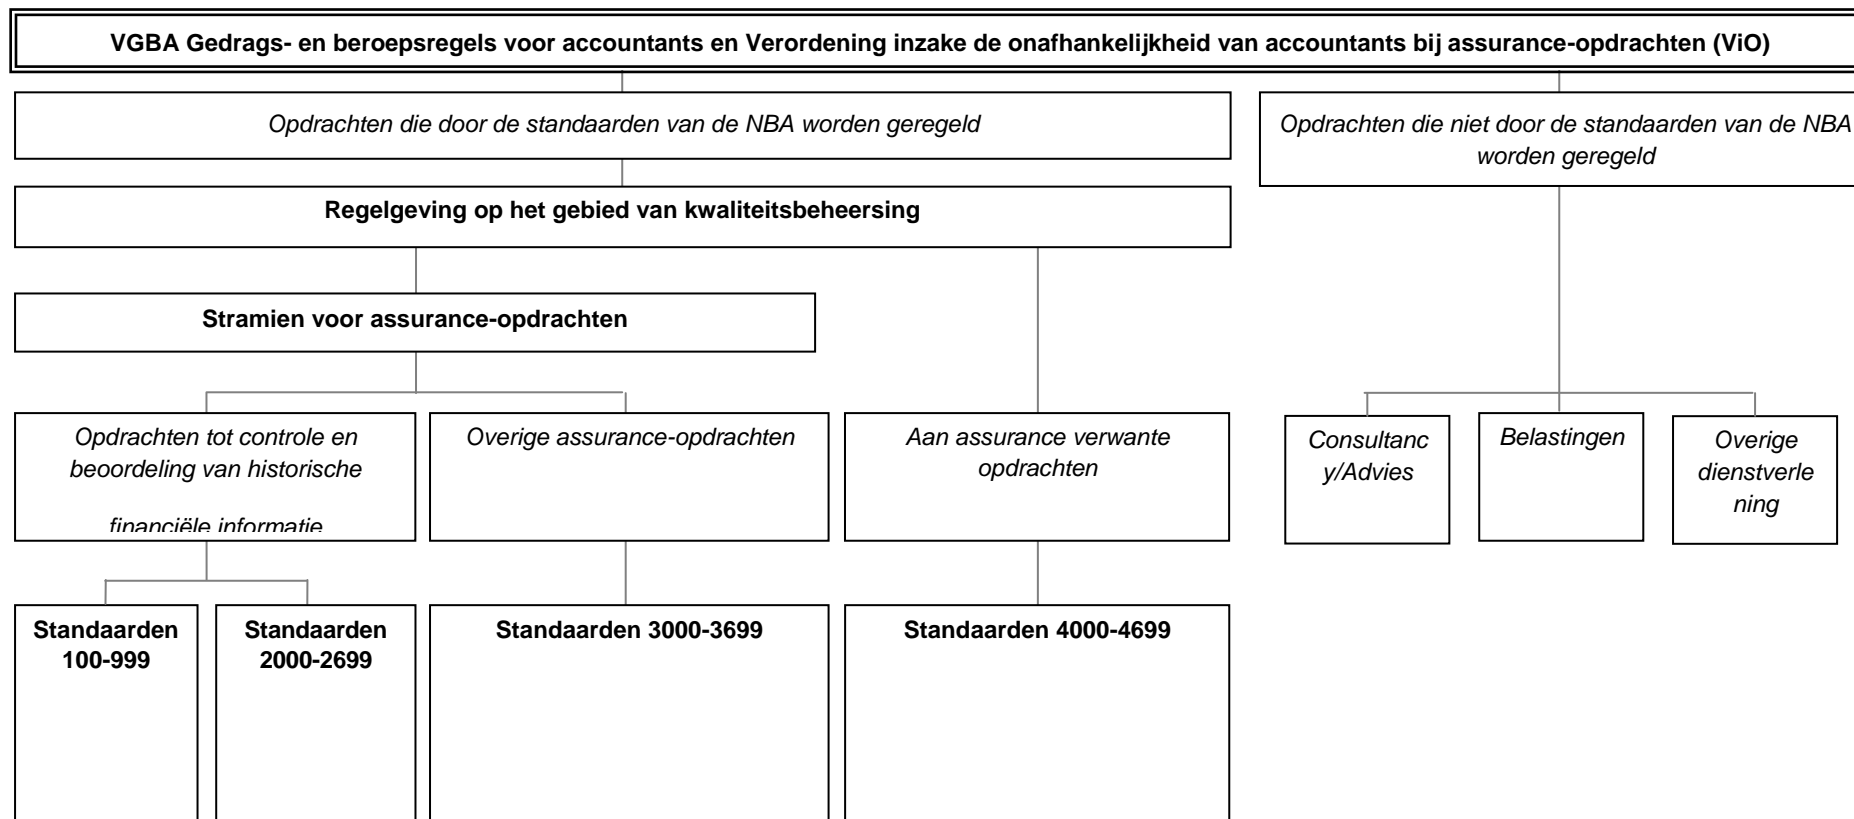 VGBA Gedrags- en beroepsregels voor accountants en Verordening inzake de onafhankelijkheid van accountants bij assurance-opdrachten (ViO)
Opdrachten die door de standaarden van de NBA worden geregeld
Opdrachten die niet door de standaarden van de NBA
worden geregeld
Regelgeving op het gebied van kwaliteitsbeheersing
Stramien voor assurance-opdrachten
Opdrachten tot controle en
beoordeling van historische
financiële informatie
Overige assurance-opdrachten
Aan assurance verwante
opdrachten
Consultanc
y/Advies
Belastingen
Overige
dienstverle
ning
Standaarden
100-999
Standaarden
2000-2699
Standaarden 3000-3699
Standaarden 4000-4699